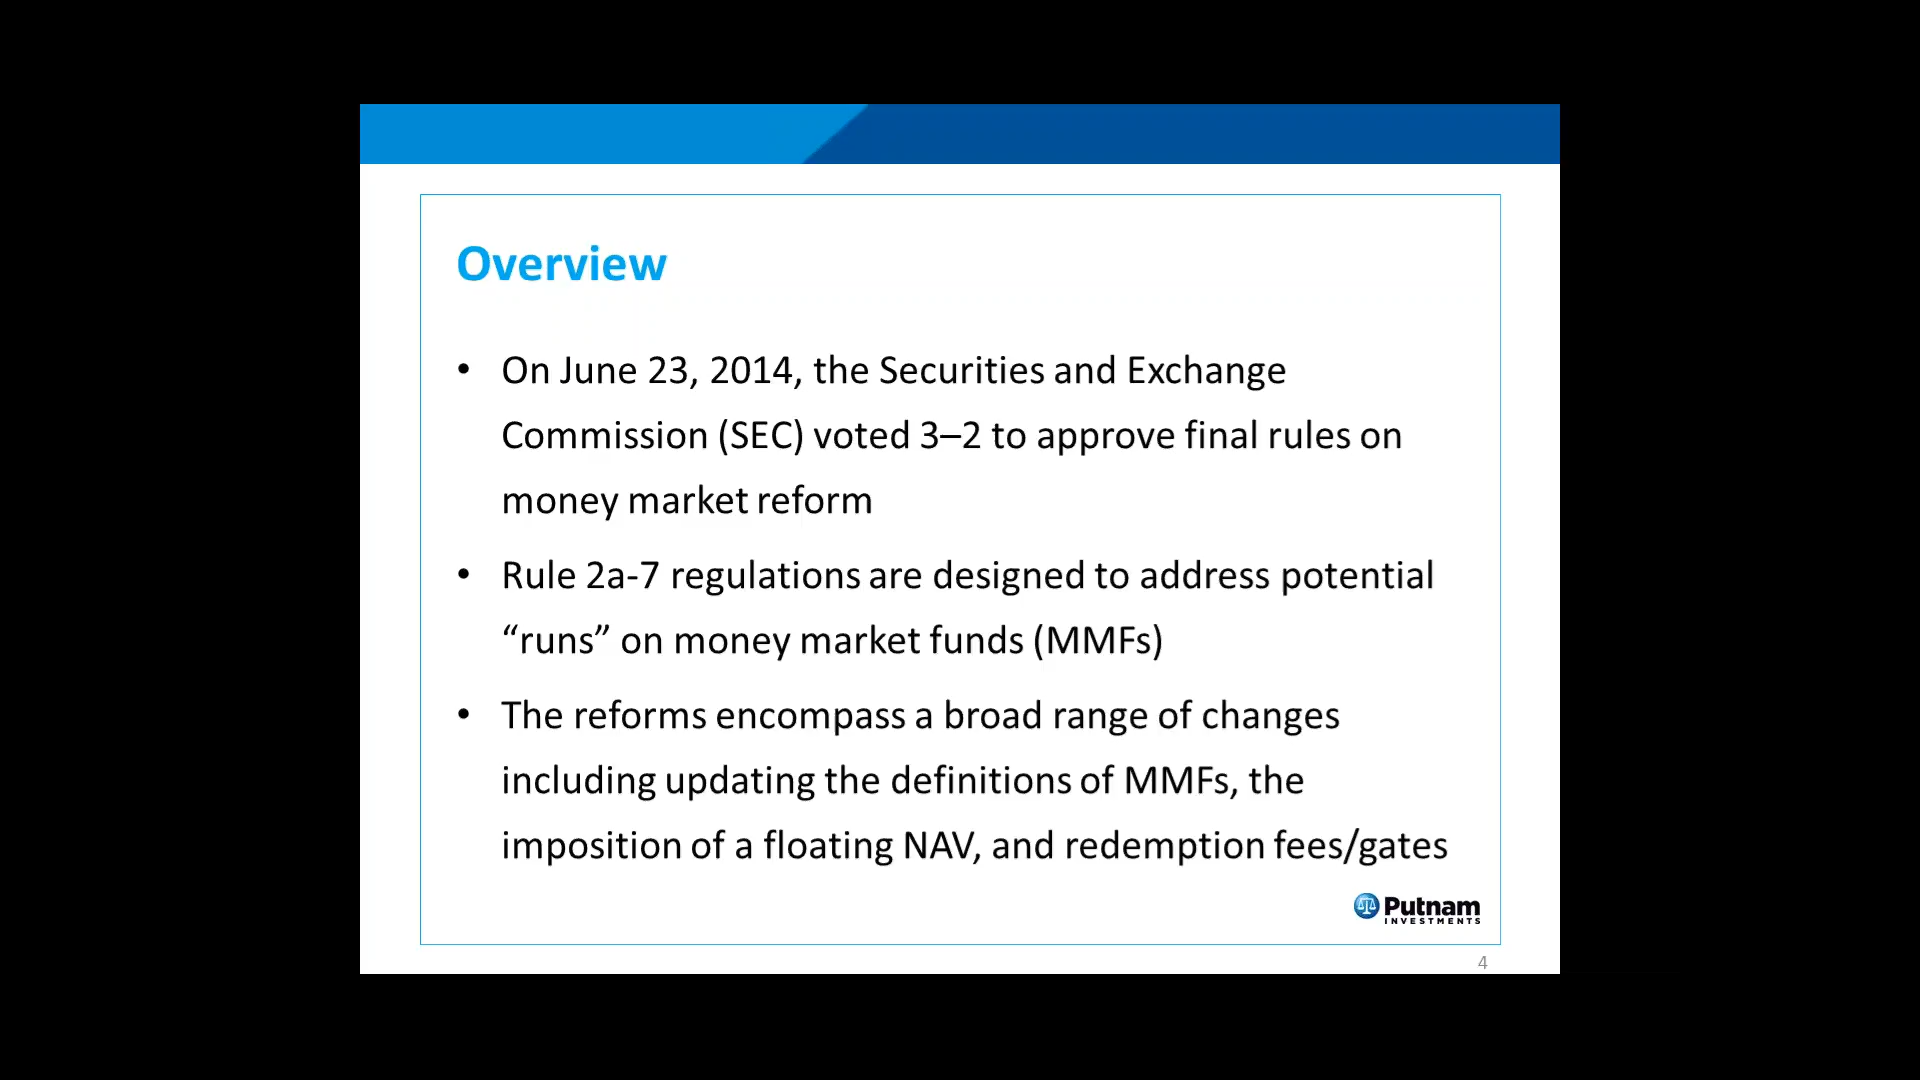 Overview
• On June 23, 2014, the Securities and Exchange
Commission (SEC) voted 3–2 to approve final rules on
money market reform
• Rule 2a-7 regulations are designed to address potential
“runs” on money market funds (MMFs)
• The reforms encompass a broad range of changes
including updating the definitions of MMFs, the
imposition of a floating NAV, and redemption fees/gates
Putnam
INVESTMENTS
4